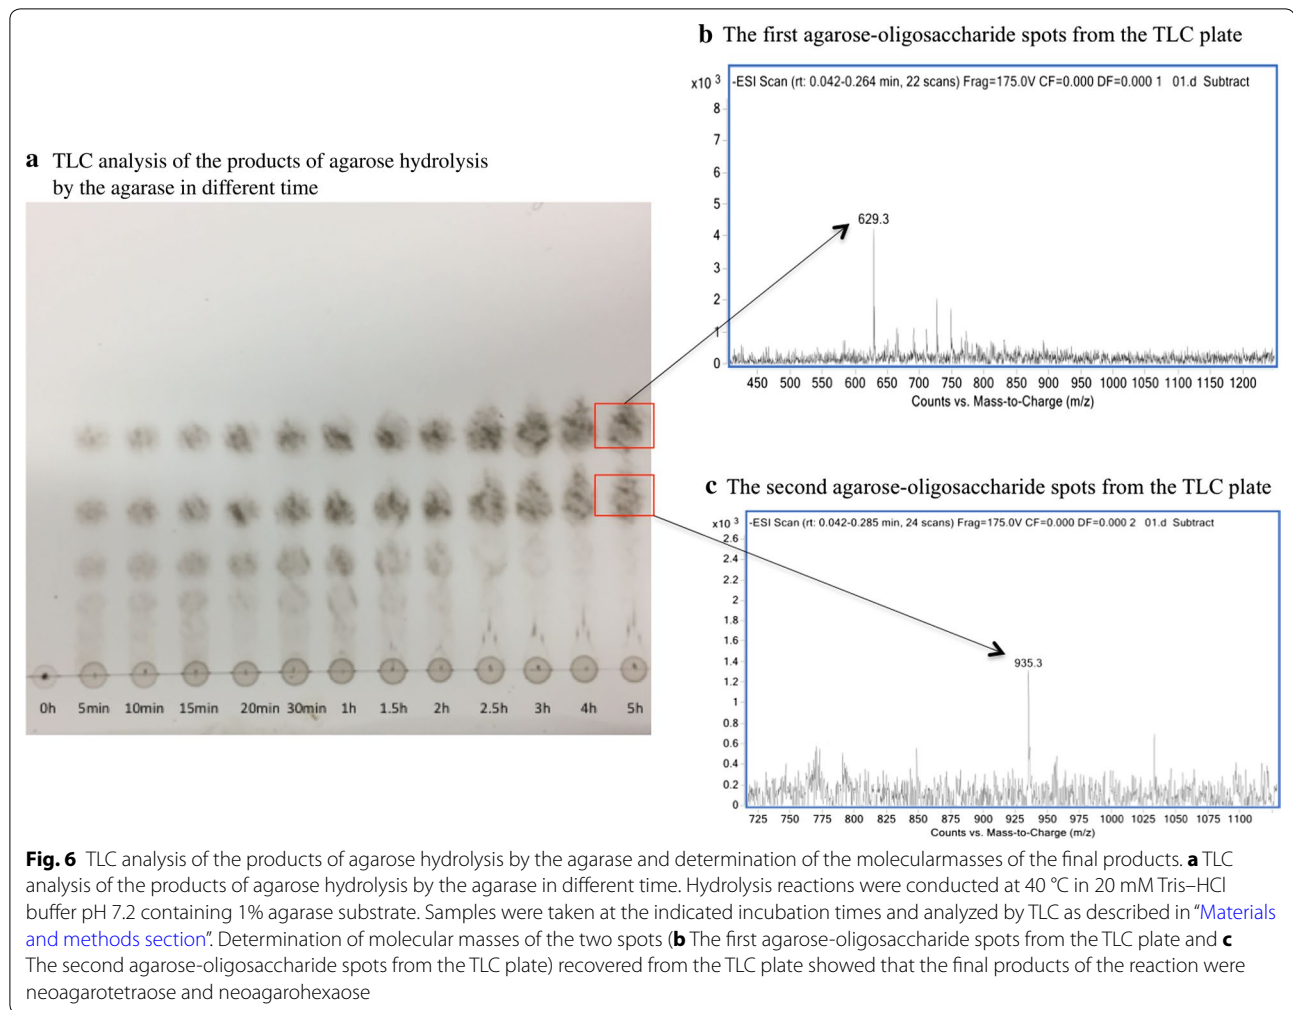 a TLC analysis of the products of agarose hydrolysis
by the agarase in different time
0h 5min 10min 15min 20min 30min 1h 1.5h 2h 2.5h 3h 4h 5h
b The first agarose-oligosaccharide spots from the TLC plate
x10 3
-ESI Scan (rt: 0.042-0.264 min, 22 scans) Frag=175.0V CF=0.000 DF=0.000 1 01.d Subtract
8
7
6
5
4
3
2
1
0
629.3
450 500 550 600 650 700 750 800 850 900 950 1000 1050 1100 1150 1200
Counts vs. Mass-to-Charge (m/z)
c The second agarose-oligosaccharide spots from the TLC plate
x10 3
-ESI Scan (rt: 0.042-0.285 min, 24 scans) Frag=175.0V CF=0.000 DF=0.000 2 01.d Subtract
2.6
2.4
2.2
2
1.8
1.6
1.4
1.2
1
0.8
0.6
0.4
0.2
0
935.3
725 750 775 800 825 850 875 900 925 950 975 1000 1025 1050 1075 1100
Counts vs. Mass-to-Charge (m/z)
Fig. 6 TLC analysis of the products of agarose hydrolysis by the agarase and determination of the molecularmasses of the final products. a TLC
analysis of the products of agarose hydrolysis by the agarase in different time. Hydrolysis reactions were conducted at 40 °C in 20 mM Tris–HCl
buffer pH 7.2 containing 1% agarase substrate. Samples were taken at the indicated incubation times and analyzed by TLC as described in “Materials
and methods section”. Determination of molecular masses of the two spots (b The first agarose-oligosaccharide spots from the TLC plate and c
The second agarose-oligosaccharide spots from the TLC plate) recovered from the TLC plate showed that the final products of the reaction were
neoagarotetraose and neoagarohexaose